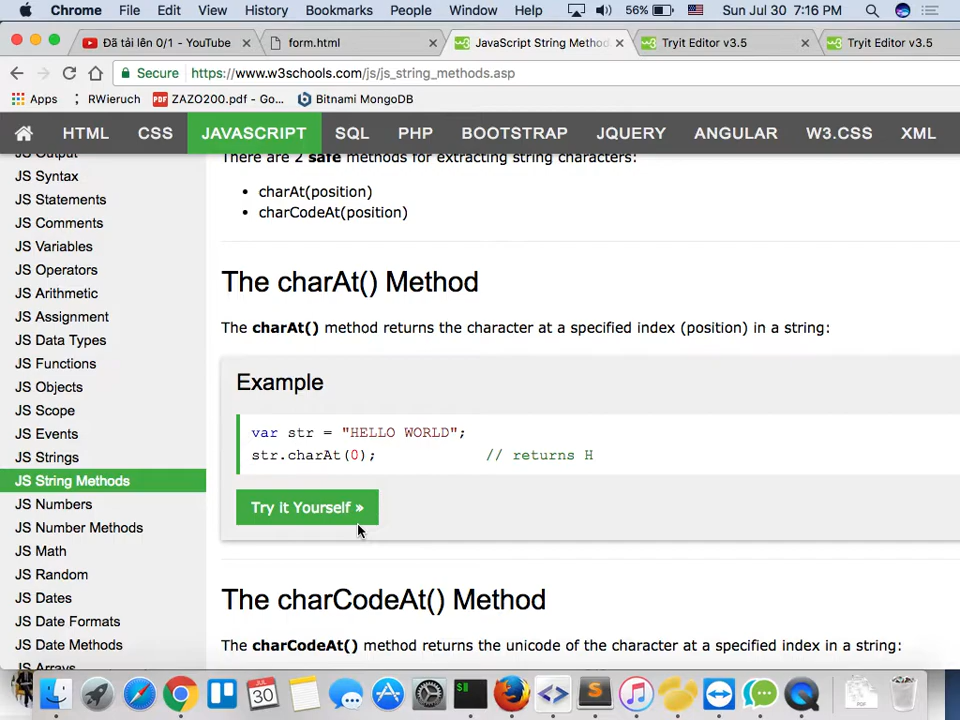 Chrome File Edit View History Bookmarks People Window Help 56% Sun Jul 30 7:16 PM
Đã tải lên 0/1 - YouTube × form.html × JavaScript String Method × Tryit Editor v3.5 × Tryit Editor v3.5
Secure https://www.w3schools.com/js/js_string_methods.asp
Apps RWieruch ZAZO200.pdf - Go... Bitnami MongoDB
HTML CSS JAVASCRIPT SQL PHP BOOTSTRAP JQUERY ANGULAR W3.CSS XML
JS Output
JS Syntax
JS Statements
JS Comments
JS Variables
JS Operators
JS Arithmetic
JS Assignment
JS Data Types
JS Functions
JS Objects
JS Scope
JS Events
JS Strings
JS String Methods
JS Numbers
JS Number Methods
JS Math
JS Random
JS Dates
JS Date Formats
JS Date Methods
JS Arrays
There are 2 safe methods for extracting string characters:
• charAt(position)
• charCodeAt(position)
The charAt() Method
The charAt() method returns the character at a specified index (position) in a string:
Example
var str = "HELLO WORLD";
str.charAt(0); // returns H
Try it Yourself »
The charCodeAt() Method
The charCodeAt() method returns the unicode of the character at a specified index in a string:
JUL
30